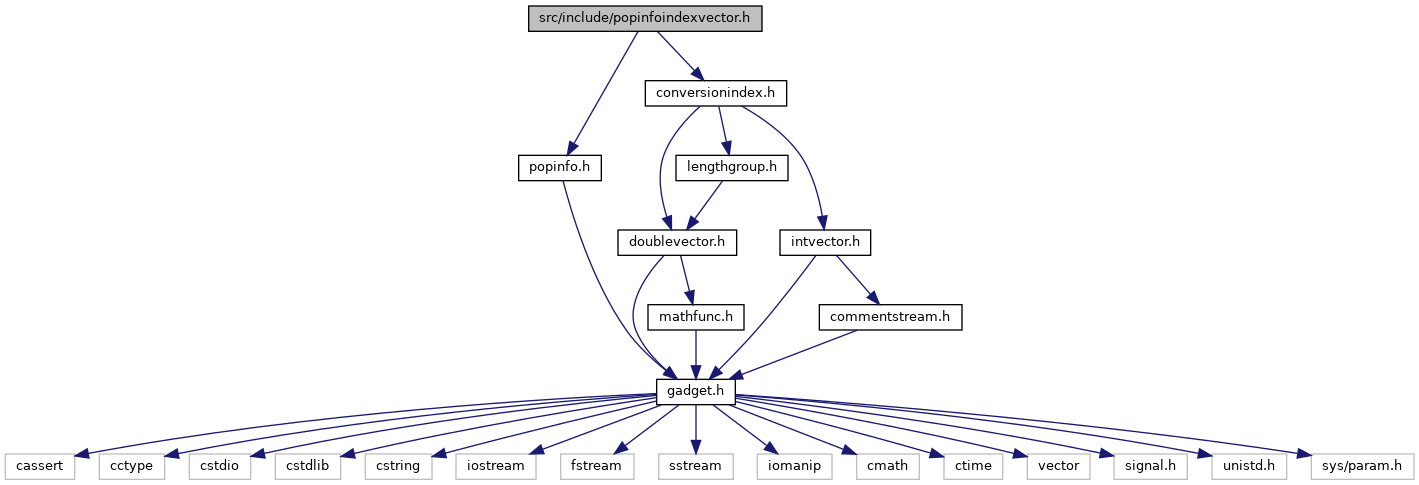 src/include/popinfoindexvector.h
conversionindex.h
popinfo.h
lengthgroup.h
doublevector.h
intvector.h
mathfunc.h
commentstream.h
gadget.h
cassert
cctype
cstdio
cstdlib
cstring
iostream
fstream
sstream
iomanip
cmath
ctime
vector
signal.h
unistd.h
sys/param.h